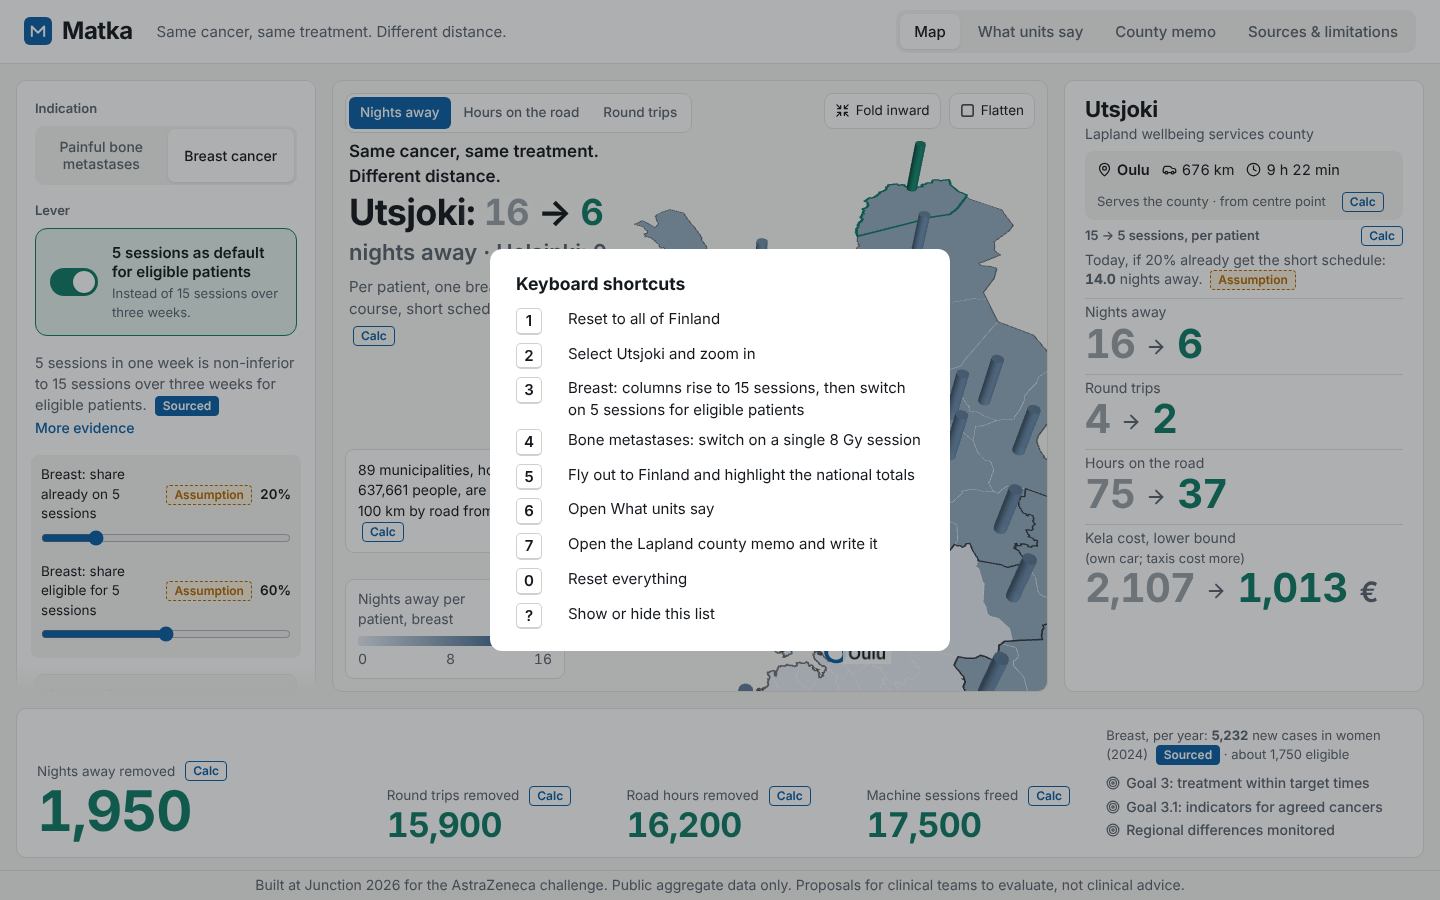 Matka
Same cancer, same treatment. Different distance.
Map
What units say
County memo
Sources & limitations
Indication
Painful bone
metastases
Breast cancer
Lever
5 sessions as default
for eligible patients
Instead of 15 sessions over
three weeks.
5 sessions in one week is non-inferior
to 15 sessions over three weeks for
eligible patients. Sourced
More evidence
Breast: share
already on 5
sessions
Assumption 20%
Breast: share
eligible for 5
sessions
Assumption 60%
Nights away
Hours on the road
Round trips
Fold inward
Flatten
Same cancer, same treatment.
Different distance.
Utsjoki: 16 → 6
nights away · Helsinki: 0
Per patient, one brea
course, short sched
Calc
89 municipalities, ho
637,661 people, are
100 km by road from
Calc
Nights away per
patient, breast
0 8 16
Oulu
Keyboard shortcuts
1 Reset to all of Finland
2 Select Utsjoki and zoom in
3 Breast: columns rise to 15 sessions, then switch
on 5 sessions for eligible patients
4 Bone metastases: switch on a single 8 Gy session
5 Fly out to Finland and highlight the national totals
6 Open What units say
7 Open the Lapland county memo and write it
0 Reset everything
? Show or hide this list
Utsjoki
Lapland wellbeing services county
Oulu 676 km 9 h 22 min
Serves the county · from centre point Calc
15 → 5 sessions, per patient Calc
Today, if 20% already get the short schedule:
14.0 nights away. Assumption
Nights away
16 → 6
Round trips
4 → 2
Hours on the road
75 → 37
Kela cost, lower bound
(own car; taxis cost more)
2,107 → 1,013 €
Nights away removed Calc
1,950
Round trips removed Calc
15,900
Road hours removed Calc
16,200
Machine sessions freed Calc
17,500
Breast, per year: 5,232 new cases in women
(2024) Sourced · about 1,750 eligible
Goal 3: treatment within target times
Goal 3.1: indicators for agreed cancers
Regional differences monitored
Built at Junction 2026 for the AstraZeneca challenge. Public aggregate data only. Proposals for clinical teams to evaluate, not clinical advice.